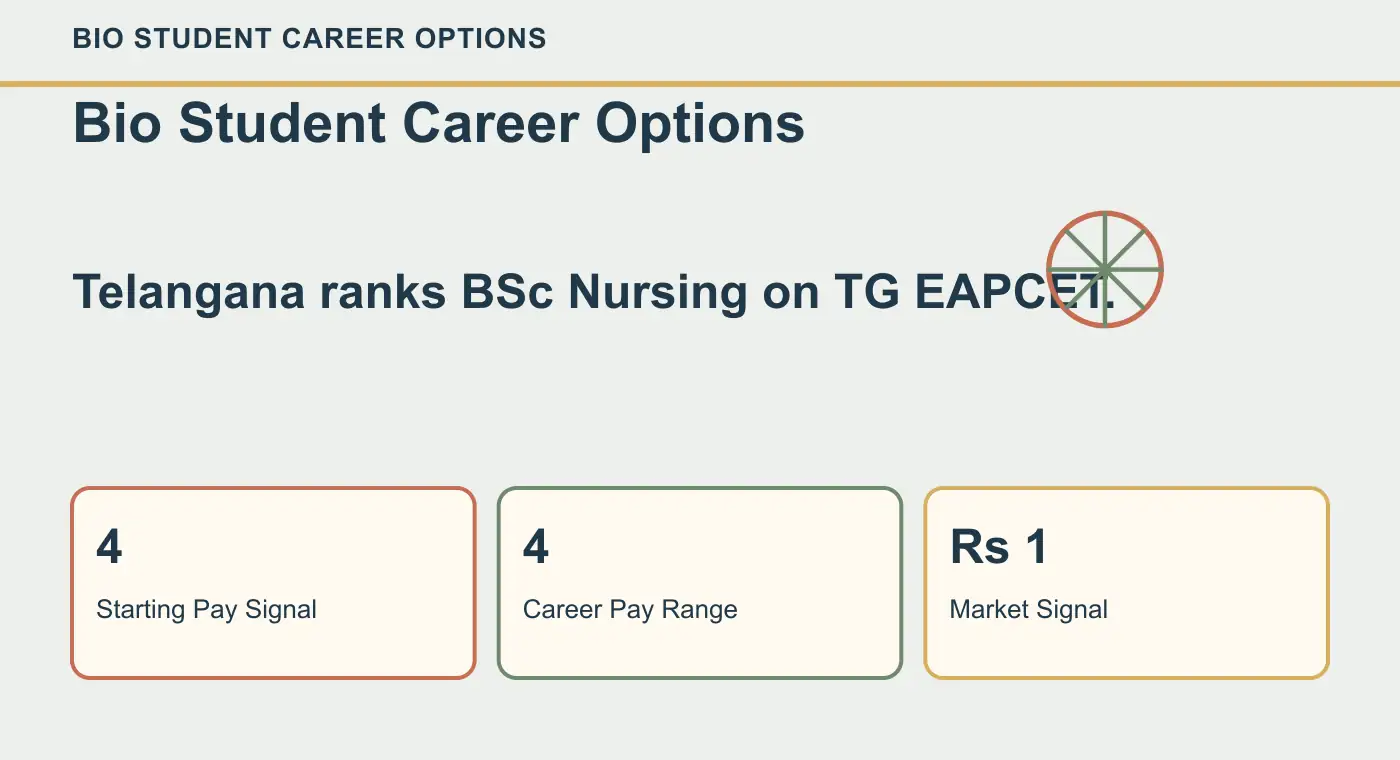 BIO STUDENT CAREER OPTIONS
Bio Student Career Options
Telangana ranks BSc Nursing on TG EAPCET.
4
Starting Pay Signal
4
Career Pay Range
Rs 1
Market Signal